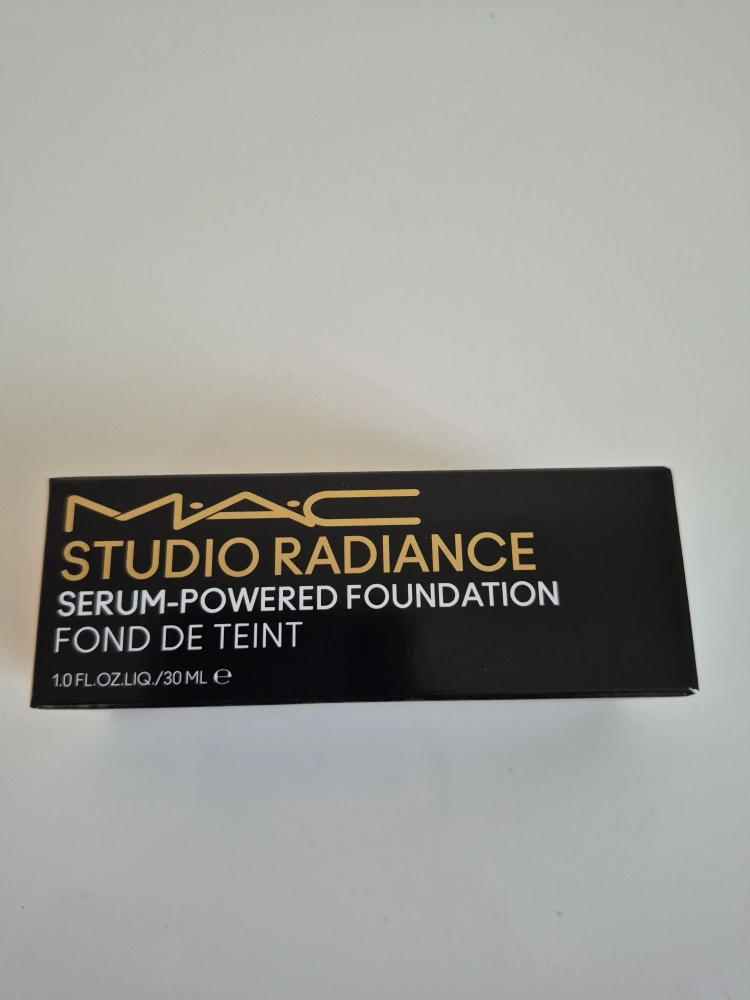 M·A·C
STUDIO RADIANCE
SERUM-POWERED FOUNDATION
FOND DE TEINT
1.0 FL.OZ.LIQ./30 ML ℮